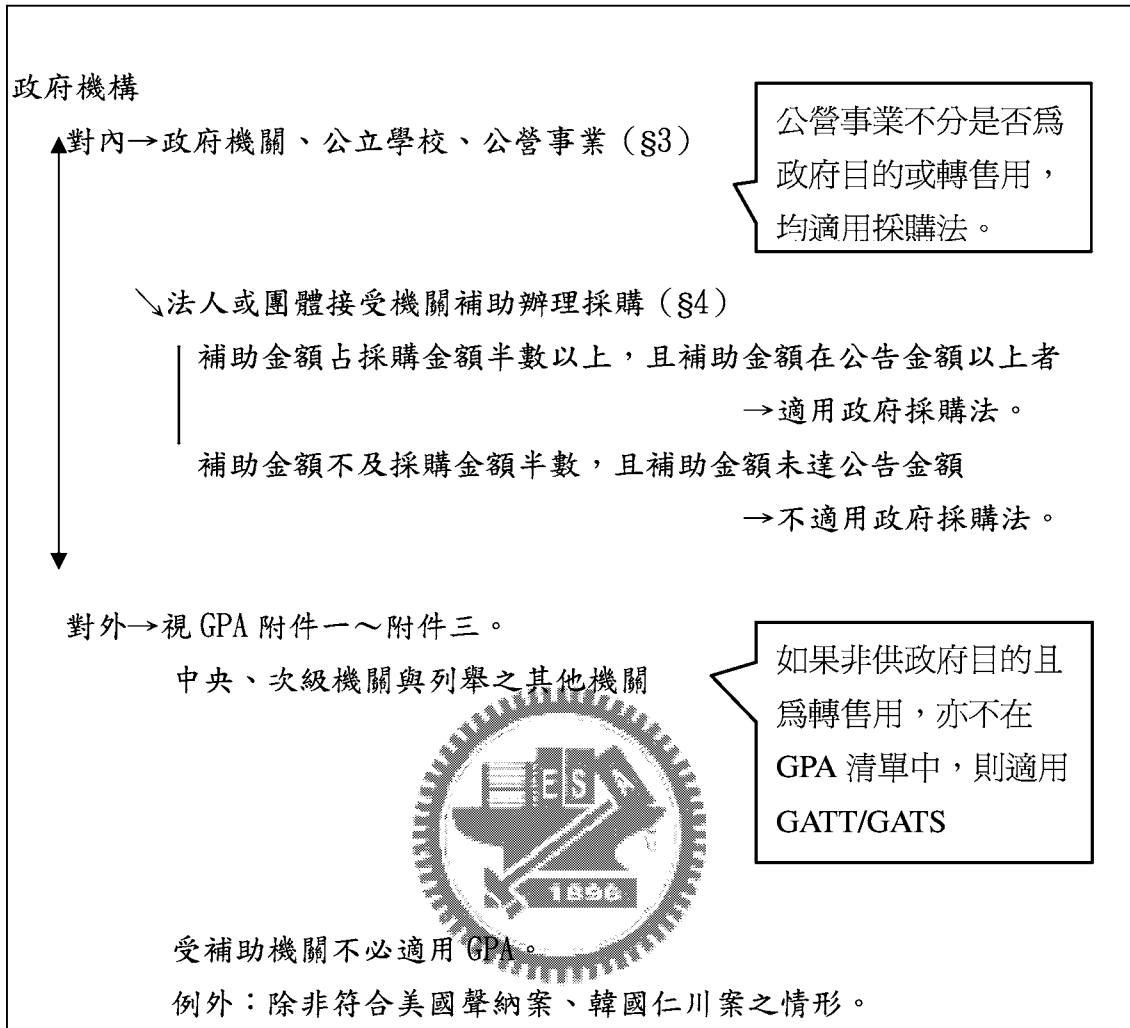 政府機構
對內→政府機關、公立學校、公營事業（§3）
公營事業不分是否為
政府目的或轉售用，
均適用採購法。
↘法人或團體接受機關補助辦理採購（§4）
補助金額占採購金額半數以上，且補助金額在公告金額以上者
→適用政府採購法。
補助金額不及採購金額半數，且補助金額未達公告金額
→不適用政府採購法。
對外→視 GPA 附件一～附件三。
中央、次級機關與列舉之其他機關
如果非供政府目的且
為轉售用，亦不在
GPA 清單中，則適用
GATT/GATS
E S A
1896
受補助機關不必適用 GPA。
例外：除非符合美國聲納案、韓國仁川案之情形。